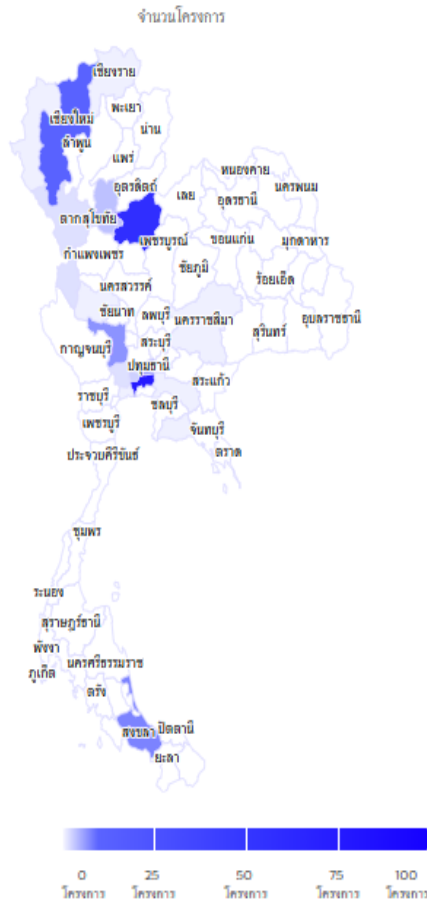 จำนวนโครงการ
เชียงราย
เชียงใหม่
พะเยา
น่าน
ลำพูน
แพร่
หนองคาย
อุตรดิตถ์
เลย
อุดรธานี
นครพนม
ตาก
สุโขทัย
เพชรบูรณ์
ขอนแก่น
มุกดาหาร
กำแพงเพชร
ชัยภูมิ
ร้อยเอ็ด
นครสวรรค์
ชัยนาท
ลพบุรี
นครราชสีมา
สุรินทร์
อุบลราชธานี
กาญจนบุรี
สระบุรี
ปทุมธานี
สระแก้ว
ราชบุรี
ชลบุรี
เพชรบุรี
จันทบุรี
ตราด
ประจวบคีรีขันธ์
ชุมพร
ระนอง
สุราษฎร์ธานี
พังงา
นครศรีธรรมราช
ภูเก็ต
ตรัง
สงขลา
ปัตตานี
ยะลา
0 25 50 75 100
โครงการ โครงการ โครงการ โครงการ โครงการ